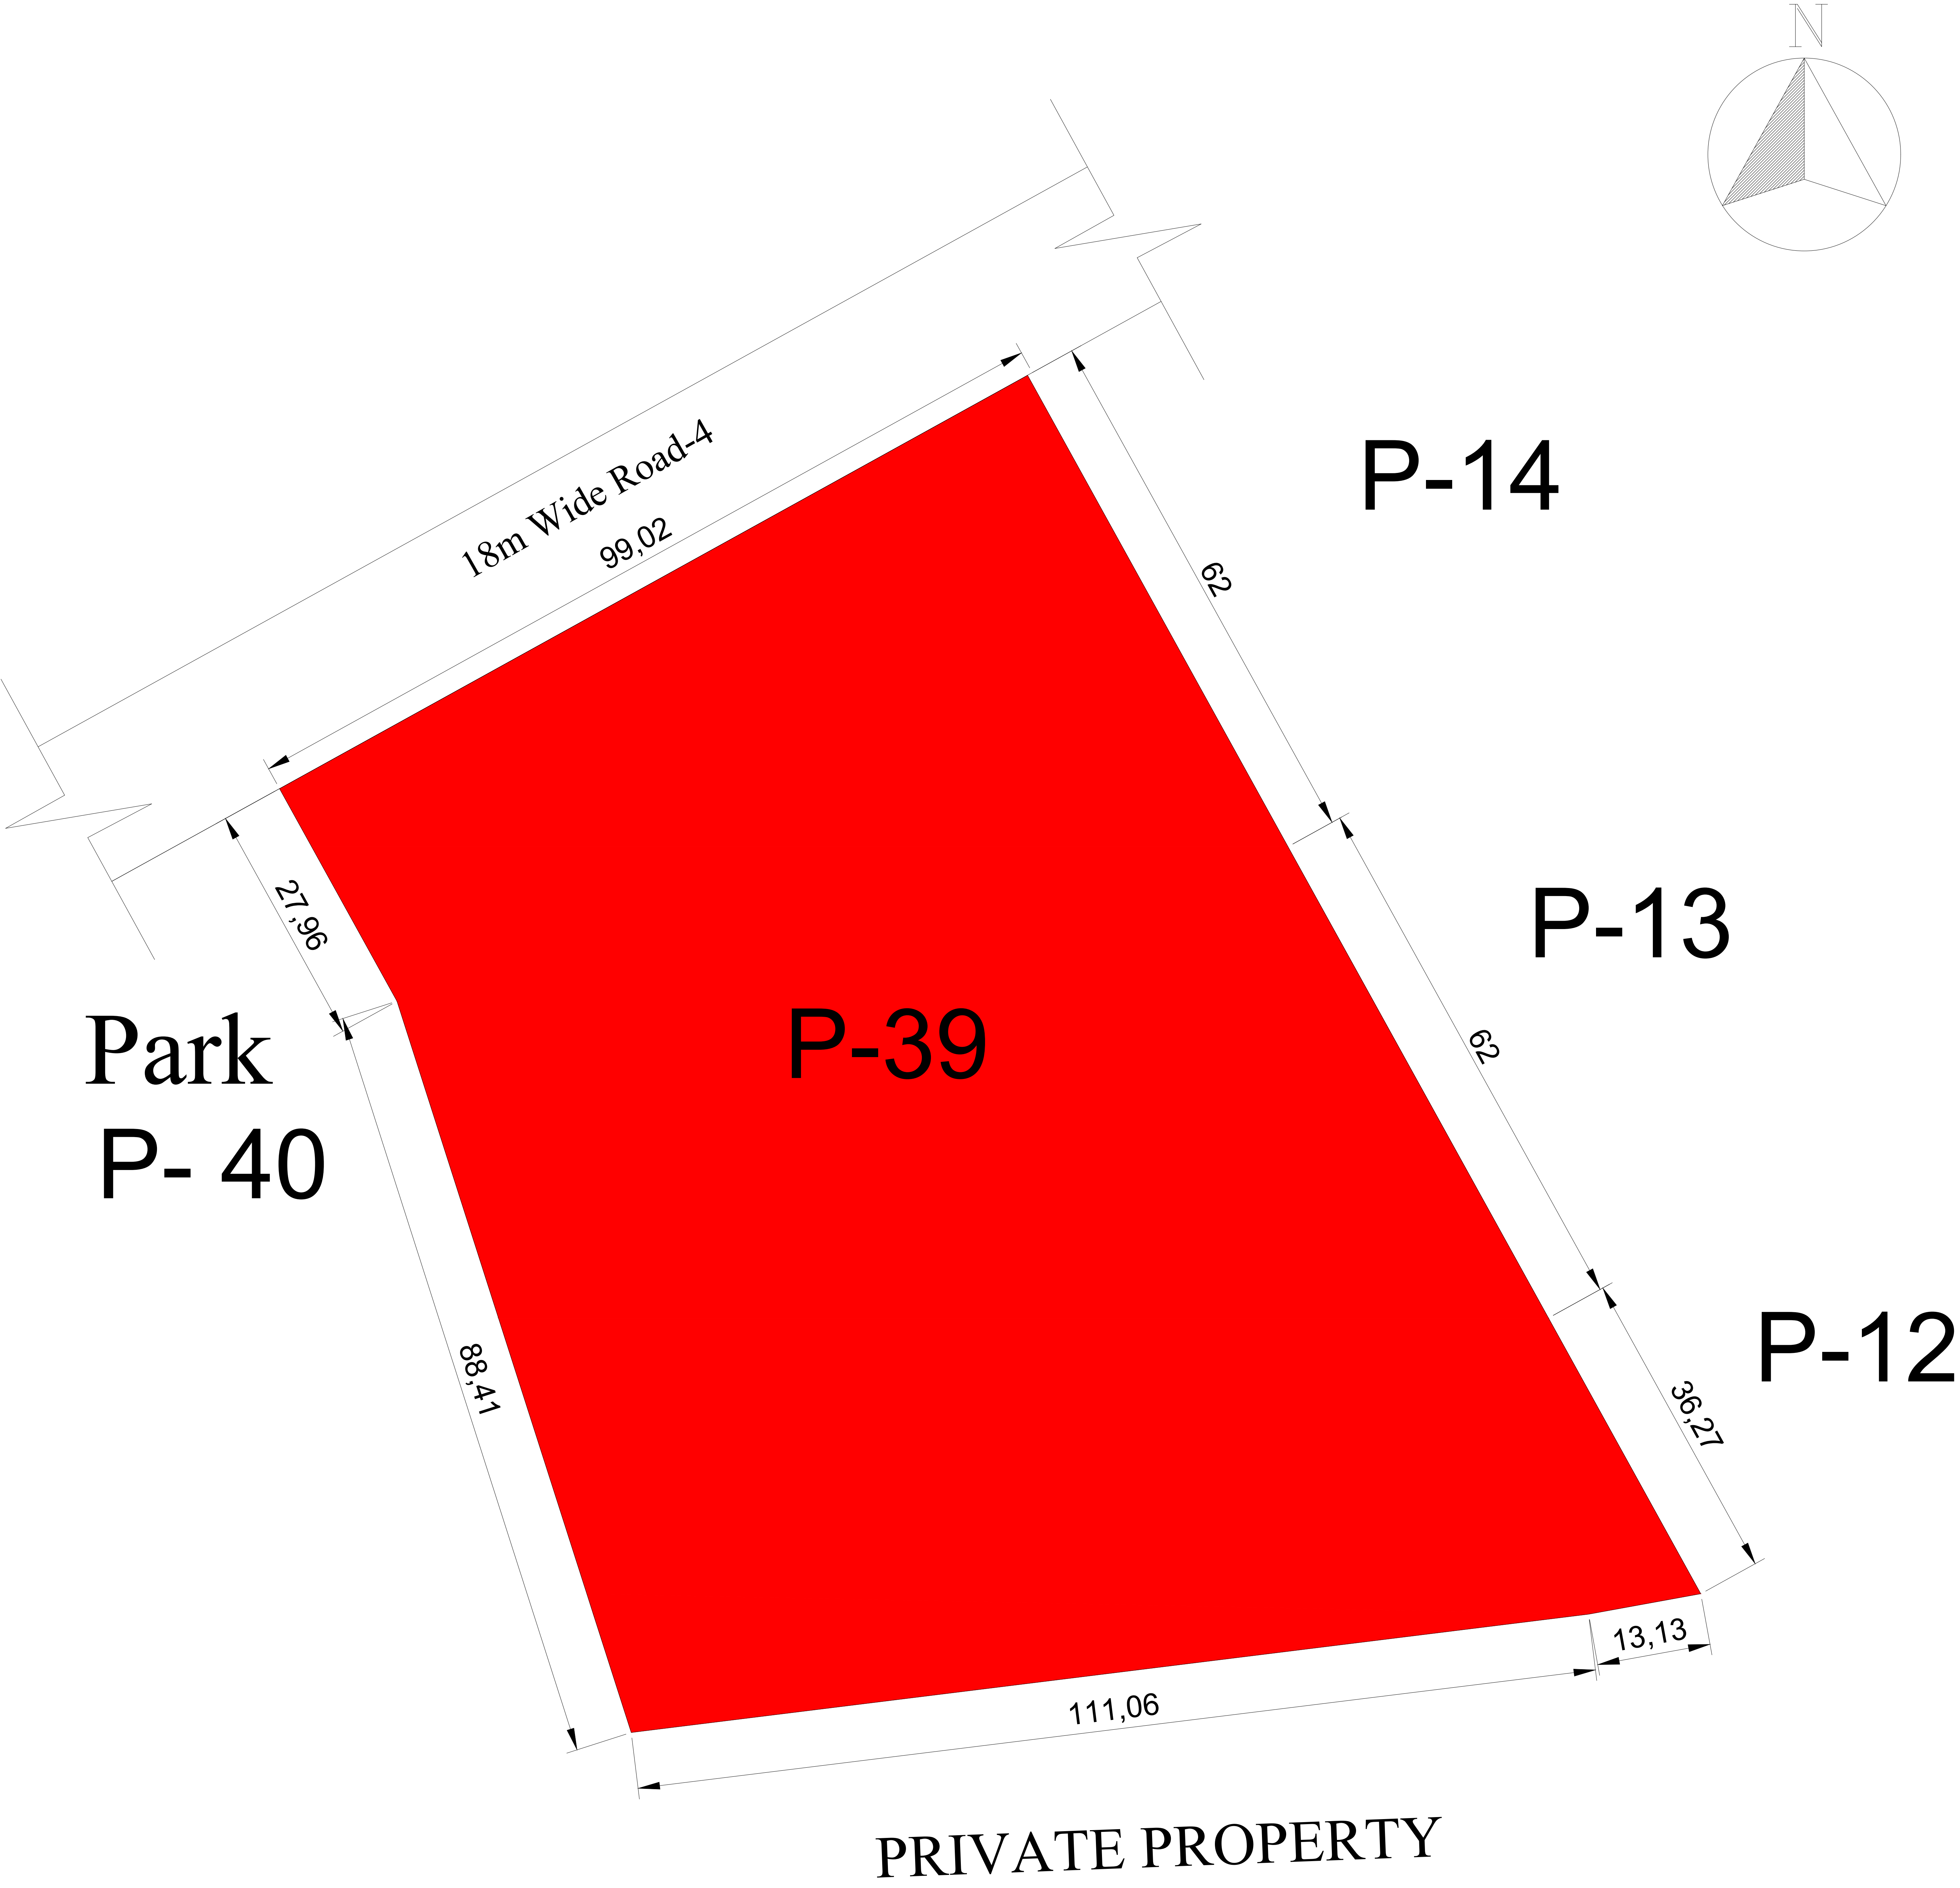 N
18m Wide Road-4
99,02
P-14
62
27,98
P-13
Park
P- 40
P-39
62
P-12
88,41
36,27
13,13
111,06
PRIVATE PROPERTY